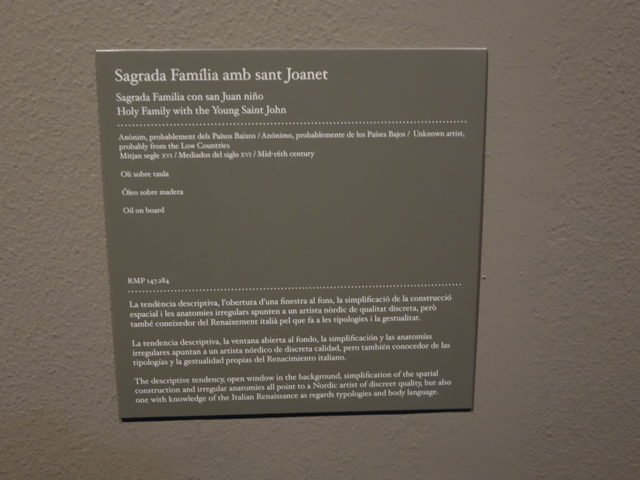 Sagrada Família amb sant Joanet
Sagrada Familia con san Juan niño
Holy Family with the Young Saint John
Anònim, probablement dels Països Baixos / Anónimo, probablemente de los Países Bajos / Unknown artist,
probably from the Low Countries
Mitjan segle XVI / Mediados del siglo XVI / Mid-16th century
Oli sobre taula
Óleo sobre madera
Oil on board
RMP 147.284
La tendència descriptiva, l'obertura d'una finestra al fons, la simplificació de la construcció
espacial i les anatomies irregulars apunten a un artista nòrdic de qualitat discreta, però
també coneixedor del Renaixement italià pel que fa a les tipologies i la gestualitat.
La tendencia descriptiva, la ventana abierta al fondo, la simplificación y las anatomías
irregulares apuntan a un artista nórdico de discreta calidad, pero también conocedor de las
tipologías y la gestualidad propias del Renacimiento italiano.
The descriptive tendency, open window in the background, simplification of the spatial
construction and irregular anatomies all point to a Nordic artist of discreet quality, but also
one with knowledge of the Italian Renaissance as regards typologies and body language.